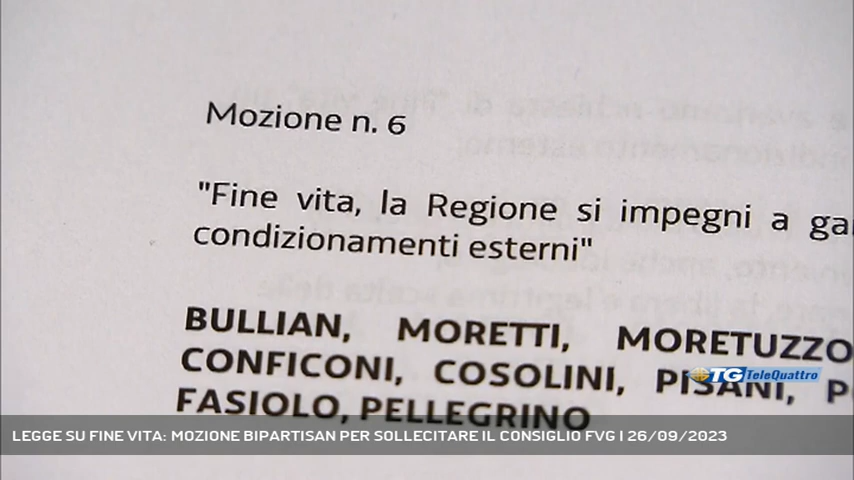 Mozione n. 6
"Fine vita, la Regione si impegni a
condizionamenti esterni"
BULLIAN, MORETTI, MORETUZZO
CONFICONI, COSOLINI, PISANI,
FASIOLO, PELLEGRINO
TG TeleQuattro
LEGGE SU FINE VITA: MOZIONE BIPARTISAN PER SOLLECITARE IL CONSIGLIO FVG | 26/09/2023